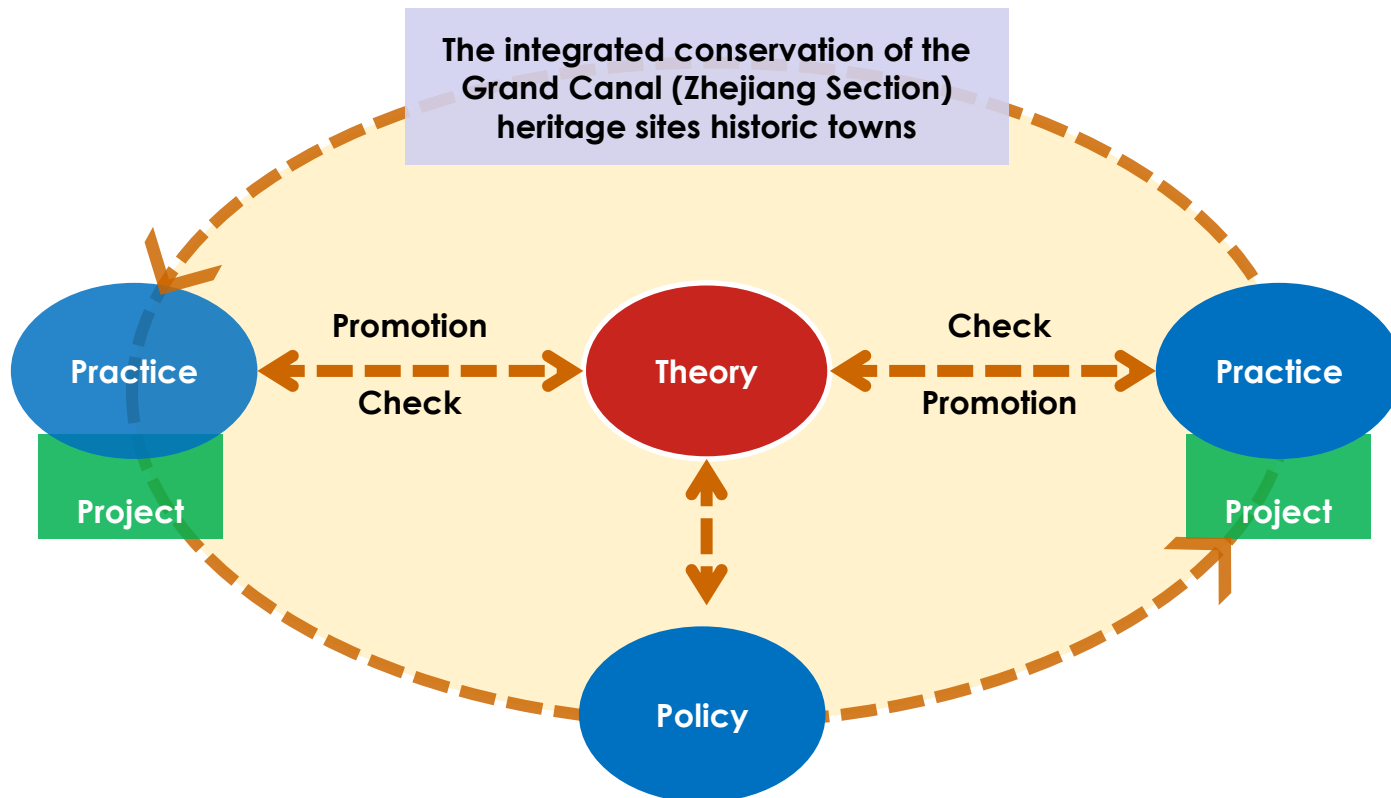 The integrated conservation of the
Grand Canal (Zhejiang Section)
heritage sites historic towns
Promotion
Check
Practice
Theory
Practice
Check
Promotion
Project
Project
Policy